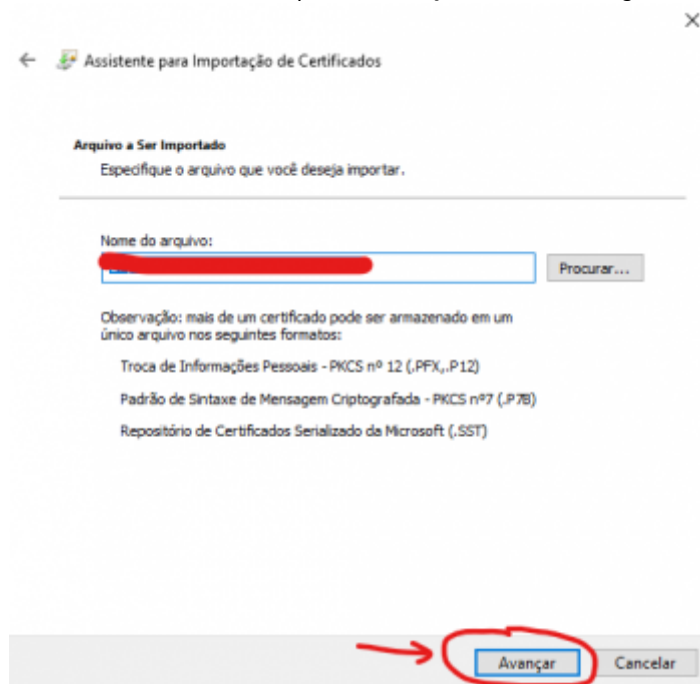 Assistente para Importação de Certificados
Arquivo a Ser Importado
Especifique o arquivo que você deseja importar.
Nome do arquivo:
Procurar...
Observação: mais de um certificado pode ser armazenado em um
único arquivo nos seguintes formatos:
Troca de Informações Pessoais - PKCS nº 12 (.PFX,.P12)
Padrão de Sintaxe de Mensagem Criptografada - PKCS nº7 (.P7B)
Repositório de Certificados Serializado da Microsoft (.SST)
Avançar Cancelar